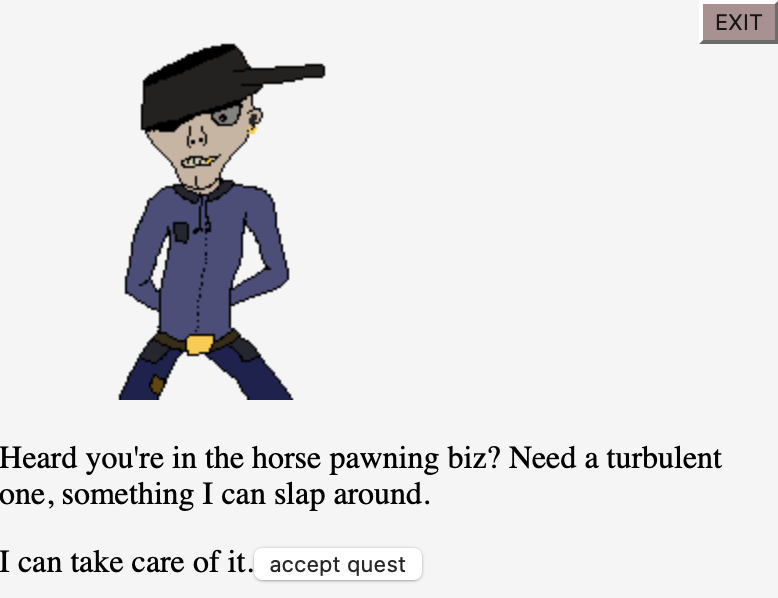 EXIT
Heard you're in the horse pawning biz? Need a turbulent
one, something I can slap around.
I can take care of it. accept quest